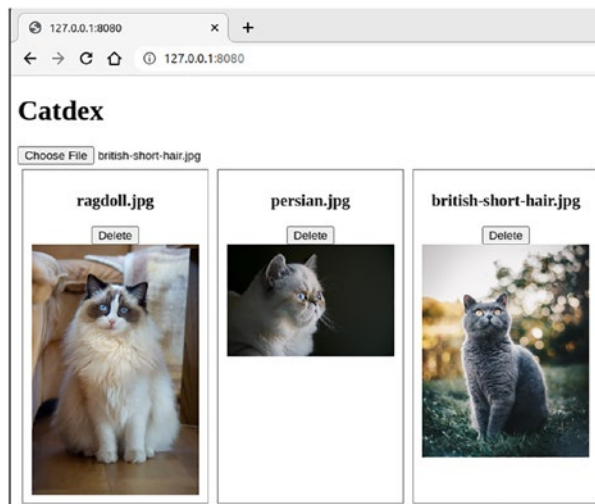 127.0.0.1:8080
127.0.0.1:8080
Catdex
Choose File british-short-hair.jpg
ragdoll.jpg persian.jpg british-short-hair.jpg
Delete Delete Delete